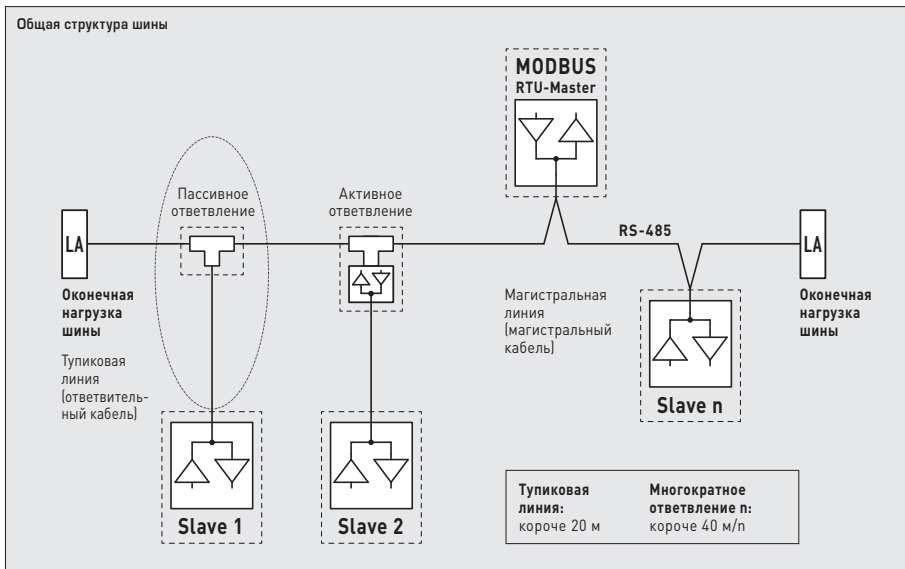 Общая структура шины
MODBUS
RTU-Master
Пассивное
ответвление
Активное
ответвление
LA
RS-485
LA
Оконечная
нагрузка
шины
Магистральная
линия
(магистральный
кабель)
Оконечная
нагрузка
шины
Тупиковая
линия
(ответвитель-
ный кабель)
Slave n
Slave 1
Slave 2
Тупиковая
линия:
короче 20 м
Многократное
ответвление n:
короче 40 м/n